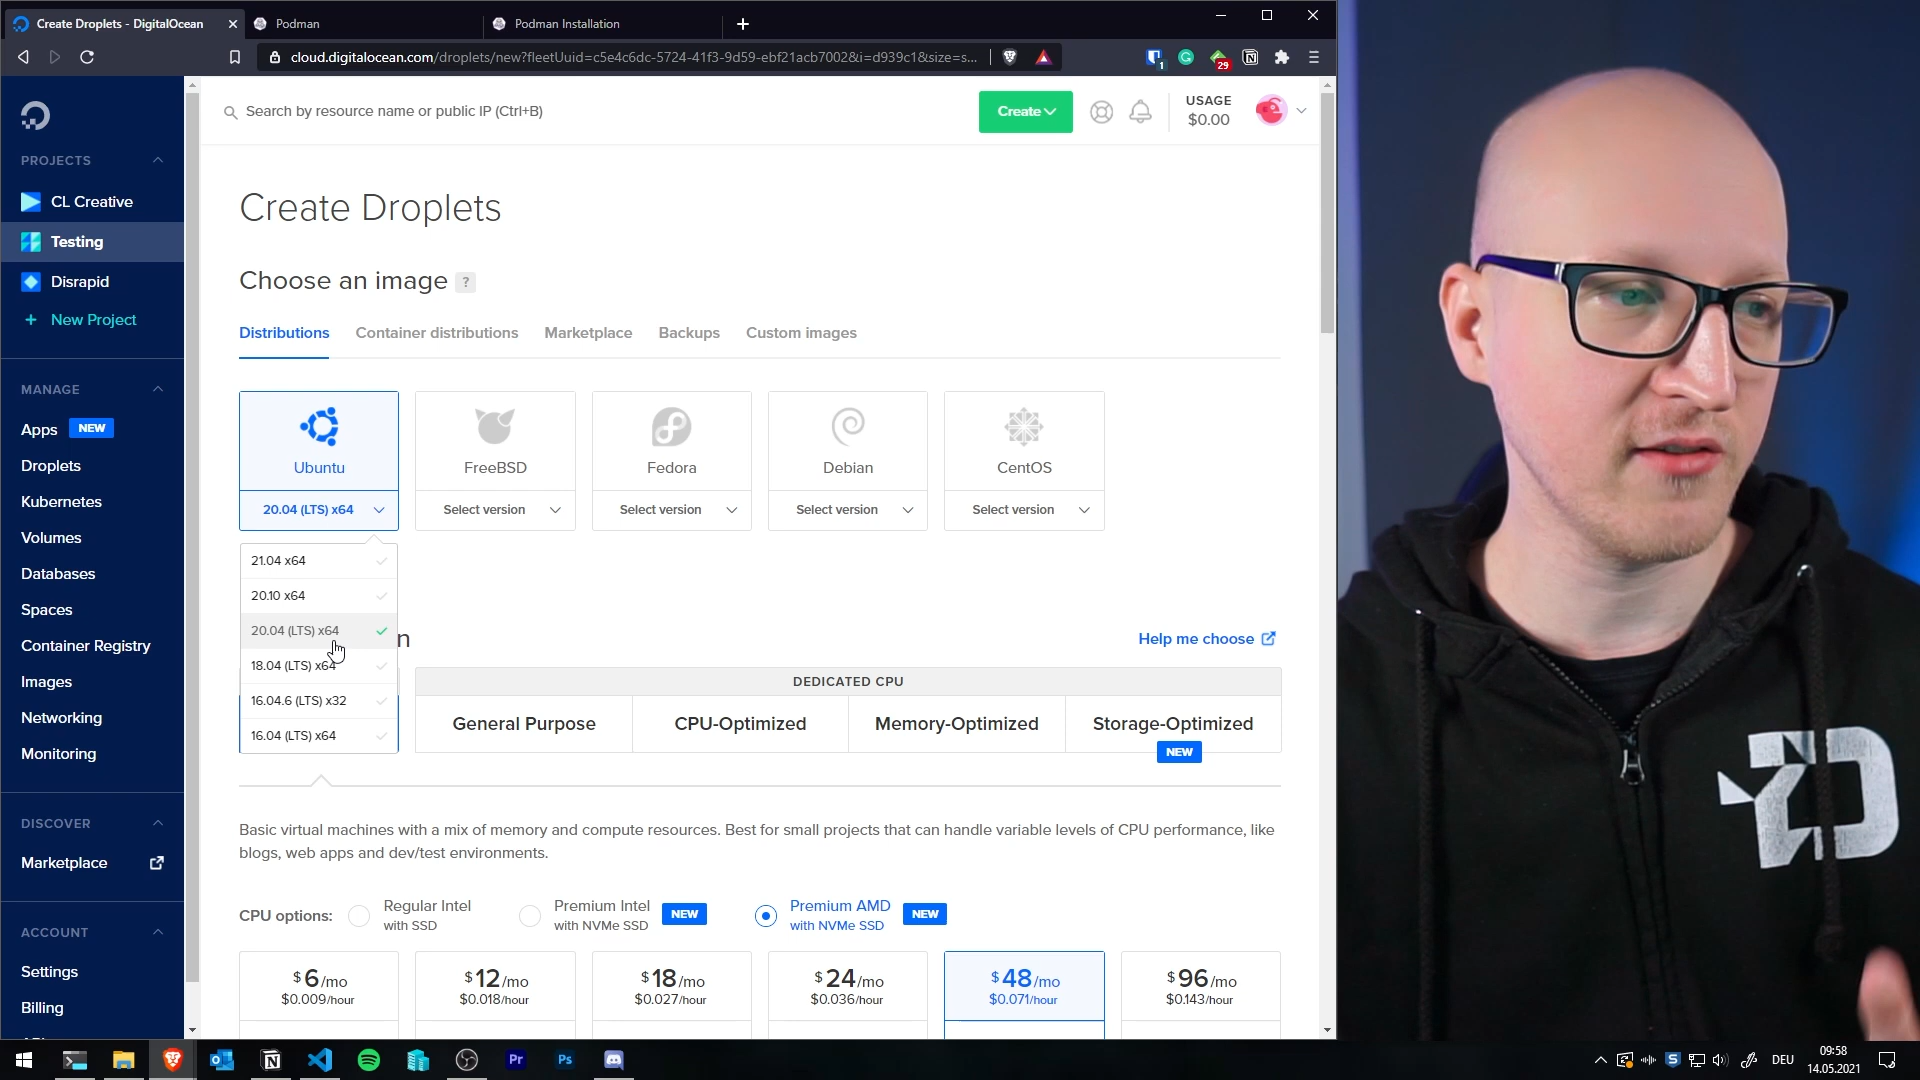 Create Droplets - DigitalOcean
Podman
Podman Installation
cloud.digitalocean.com/droplets/new?fleetUuid=c5e4c6dc-5724-41f3-9d59-ebf21acb7002&i=d939c1&size=s...
1
29
Search by resource name or public IP (Ctrl+B)
Create
USAGE
$0.00
PROJECTS
CL Creative
Testing
Disrapid
+ New Project
MANAGE
Apps NEW
Droplets
Kubernetes
Volumes
Databases
Spaces
Container Registry
Images
Networking
Monitoring
DISCOVER
Marketplace
ACCOUNT
Settings
Billing
Create Droplets
Choose an image ?
Distributions
Container distributions
Marketplace
Backups
Custom images
Ubuntu
20.04 (LTS) x64
FreeBSD
Select version
Fedora
Select version
Debian
Select version
CentOS
Select version
21.04 x64
20.10 x64
20.04 (LTS) x64
18.04 (LTS) x64
16.04.6 (LTS) x32
16.04 (LTS) x64
n
Help me choose
DEDICATED CPU
General Purpose
CPU-Optimized
Memory-Optimized
Storage-Optimized
NEW
Basic virtual machines with a mix of memory and compute resources. Best for small projects that can handle variable levels of CPU performance, like
blogs, web apps and dev/test environments.
CPU options:
Regular Intel
with SSD
Premium Intel
with NVMe SSD
NEW
Premium AMD
with NVMe SSD
NEW
$6/mo
$0.009/hour
$12/mo
$0.018/hour
$18/mo
$0.027/hour
$24/mo
$0.036/hour
$48/mo
$0.071/hour
$96/mo
$0.143/hour
Pr
Ps
DEU
09:58
14.05.2021